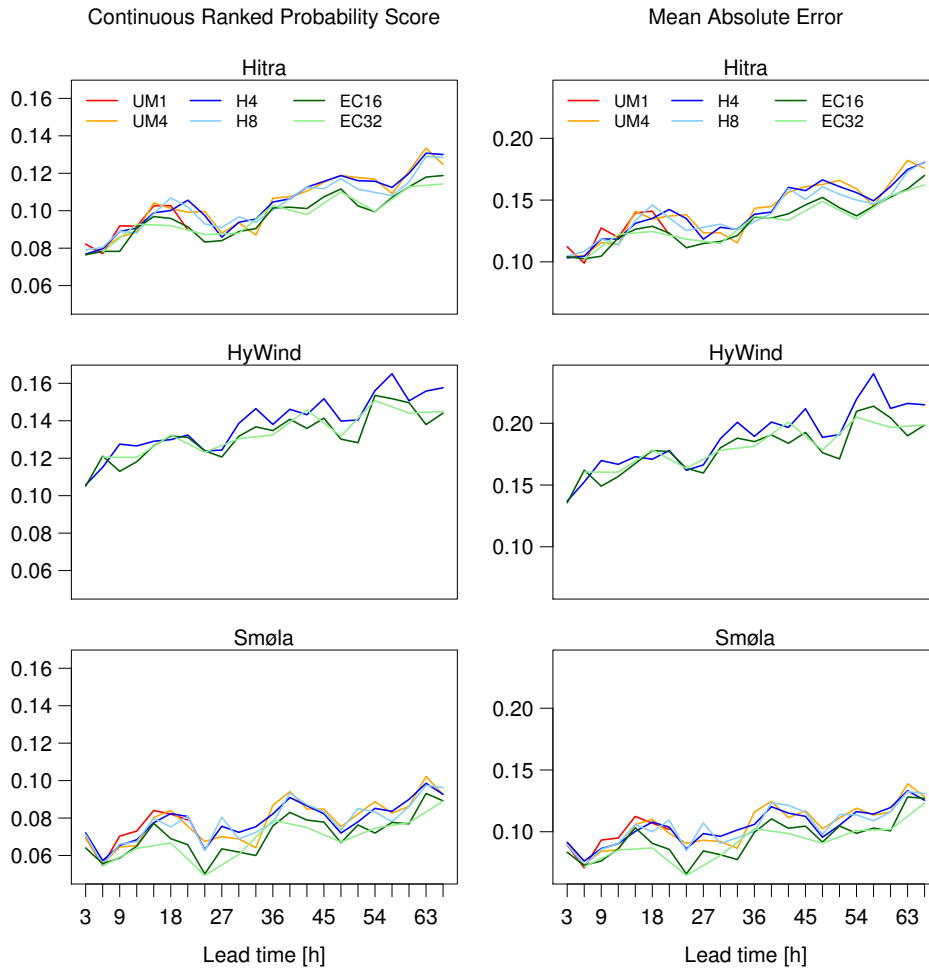 Continuous Ranked Probability Score
Mean Absolute Error
Hitra
UM1 H4 EC16
UM4 H8 EC32
0.16
0.14
0.12
0.10
0.08
0.06
Hitra
UM1 H4 EC16
UM4 H8 EC32
0.20
0.15
0.10
HyWind
0.16
0.14
0.12
0.10
0.08
0.06
HyWind
0.20
0.15
0.10
Smøla
0.16
0.14
0.12
0.10
0.08
0.06
3 9 18 27 36 45 54 63
Lead time [h]
Smøla
0.20
0.15
0.10
3 9 18 27 36 45 54 63
Lead time [h]